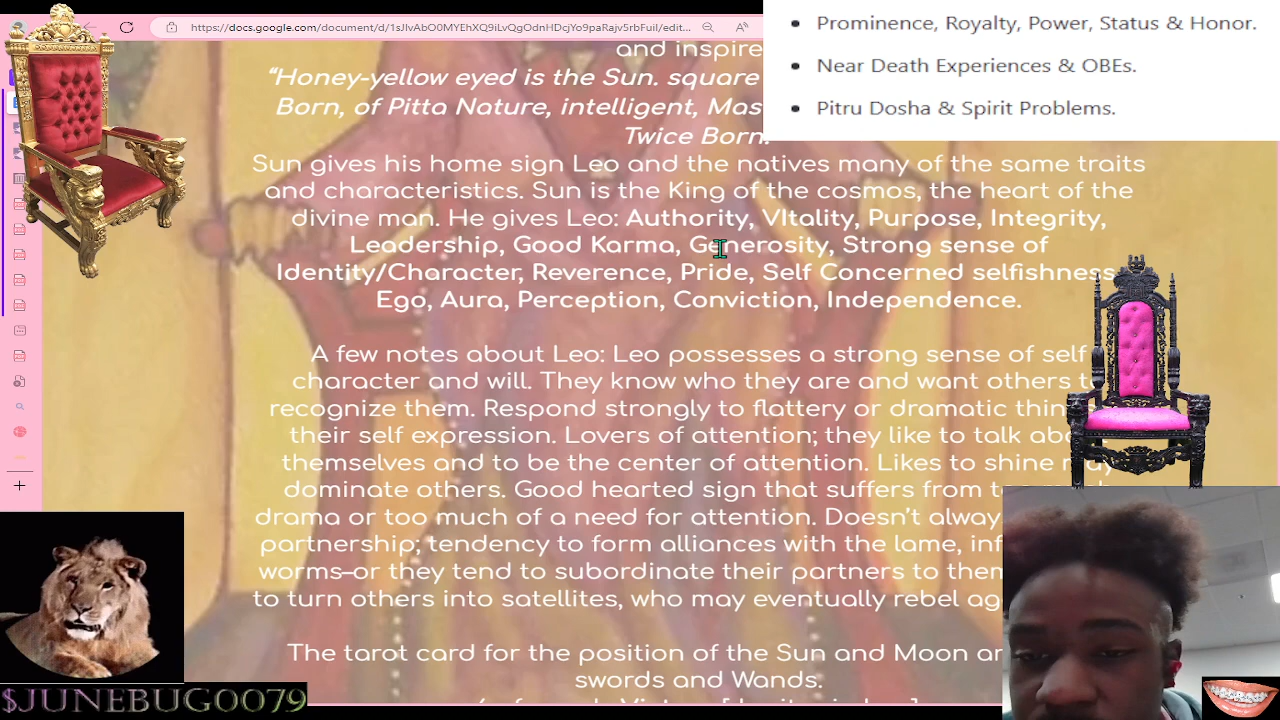 https://docs.google.com/document/d/1sJlvAbO0MYEhXQ9iLvQgOdnHDcjYo9paRajv5rbFuiI/edit...
Prominence, Royalty, Power, Status & Honor.
Near Death Experiences & OBEs.
Pitru Dosha & Spirit Problems.
and inspire
“Honey-yellow eyed is the Sun. square
Born, of Pitta Nature, intelligent, Mas
Twice Born.
Sun gives his home sign Leo and the natives many of the same traits
and characteristics. Sun is the King of the cosmos, the heart of the
divine man. He gives Leo: Authority, VItality, Purpose, Integrity,
Leadership, Good Karma, Generosity, Strong sense of
Identity/Character, Reverence, Pride, Self Concerned selfishness
Ego, Aura, Perception, Conviction, Independence.
A few notes about Leo: Leo possesses a strong sense of self
character and will. They know who they are and want others to
recognize them. Respond strongly to flattery or dramatic thin
their self expression. Lovers of attention; they like to talk abo
themselves and to be the center of attention. Likes to shine may
dominate others. Good hearted sign that suffers from too much
drama or too much of a need for attention. Doesn’t alway
partnership; tendency to form alliances with the lame, inf
worms–or they tend to subordinate their partners to them
to turn others into satellites, who may eventually rebel ag
The tarot card for the position of the Sun and Moon ar
swords and Wands.
$JUNEBUG0079